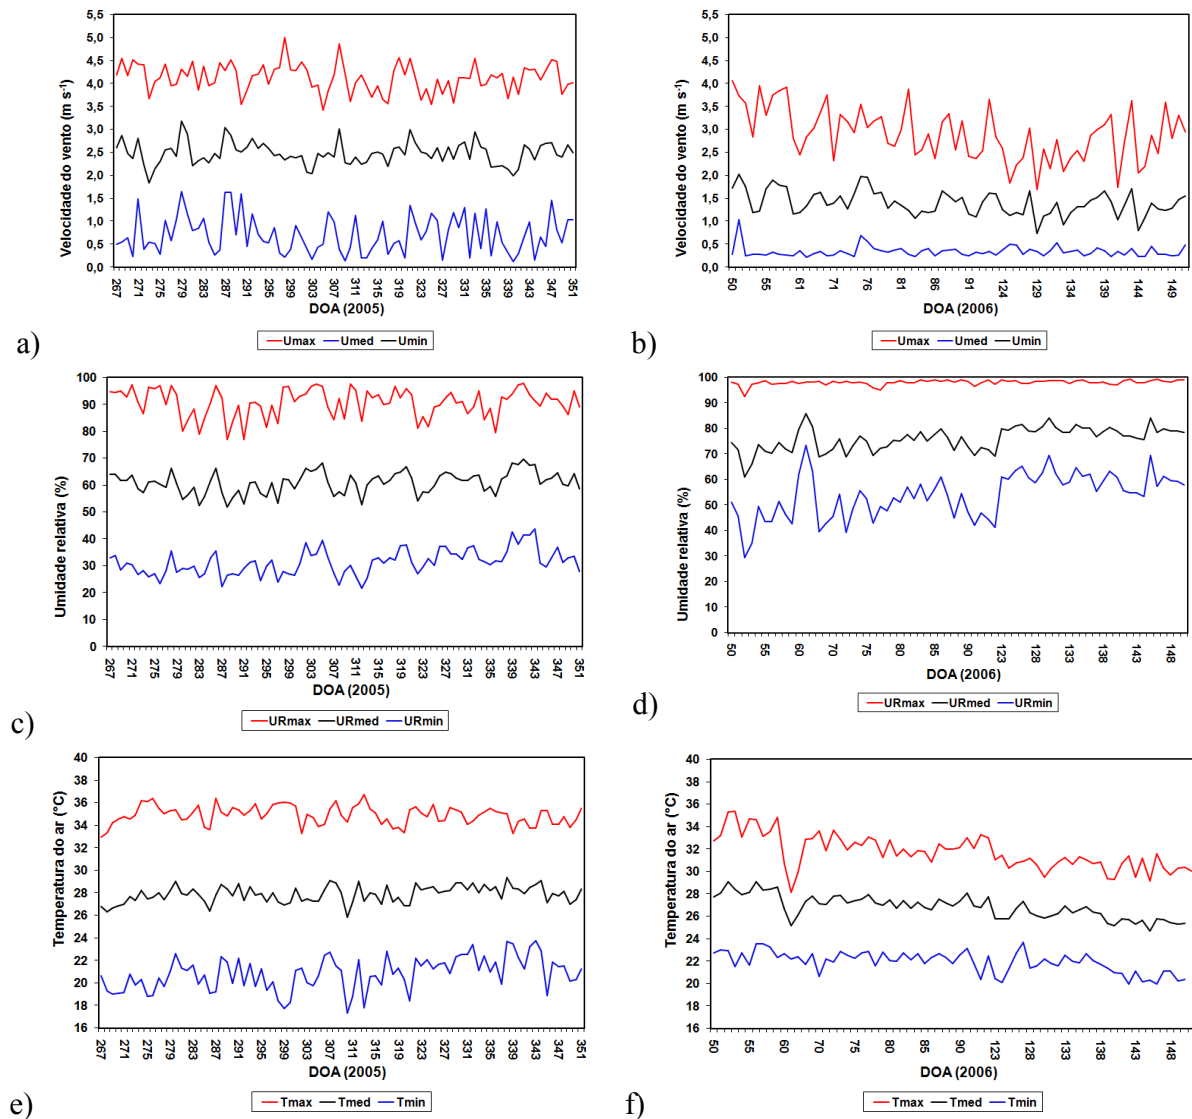 5,5
5,0
4,5
4,0
3,5
3,0
2,5
2,0
1,5
1,0
0,5
0,0
Velocidade do vento (m s⁻¹)
267 271 275 279 283 287 291 295 299 303 307 311 315 319 323 327 331 335 339 343 347 351
DOA (2005)
Umax Umed Umin
a)
5,5
5,0
4,5
4,0
3,5
3,0
2,5
2,0
1,5
1,0
0,5
0,0
Velocidade do vento (m s⁻¹)
50 55 61 71 76 81 86 91 124 129 134 139 144 149
DOA (2006)
Umax Umed Umin
b)
100
90
80
70
60
50
40
30
20
10
0
Umidade relativa (%)
267 271 275 279 283 287 291 295 299 303 307 311 315 319 323 327 331 335 339 343 347 351
DOA (2005)
URmax URmed URmin
c)
100
90
80
70
60
50
40
30
20
10
0
Umidade relativa (%)
50 55 60 70 75 80 85 90 123 128 133 138 143 148
DOA (2006)
URmax URmed URmin
d)
40
38
36
34
32
30
28
26
24
22
20
18
16
Temperatura do ar (°C)
267 271 275 279 283 287 291 295 299 303 307 311 315 319 323 327 331 335 339 343 347 351
DOA (2005)
Tmax Tmed Tmin
e)
40
38
36
34
32
30
28
26
24
22
20
18
16
Temperatura do ar (°C)
50 55 60 70 75 80 85 90 123 128 133 138 143 148
DOA (2006)
Tmax Tmed Tmin
f)